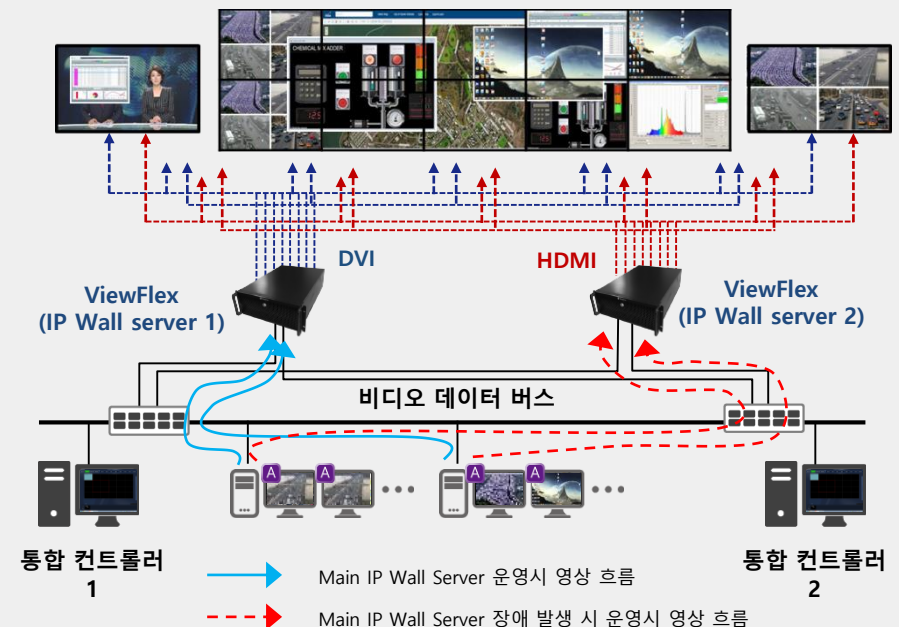 CHEMICAL MIX ADDER
DVI
HDMI
ViewFlex
(IP Wall server 1)
ViewFlex
(IP Wall server 2)
비디오 데이터 버스
A
A
A
A
통합 컨트롤러
1
통합 컨트롤러
2
Main IP Wall Server 운영시 영상 흐름
Main IP Wall Server 장애 발생 시 운영시 영상 흐름